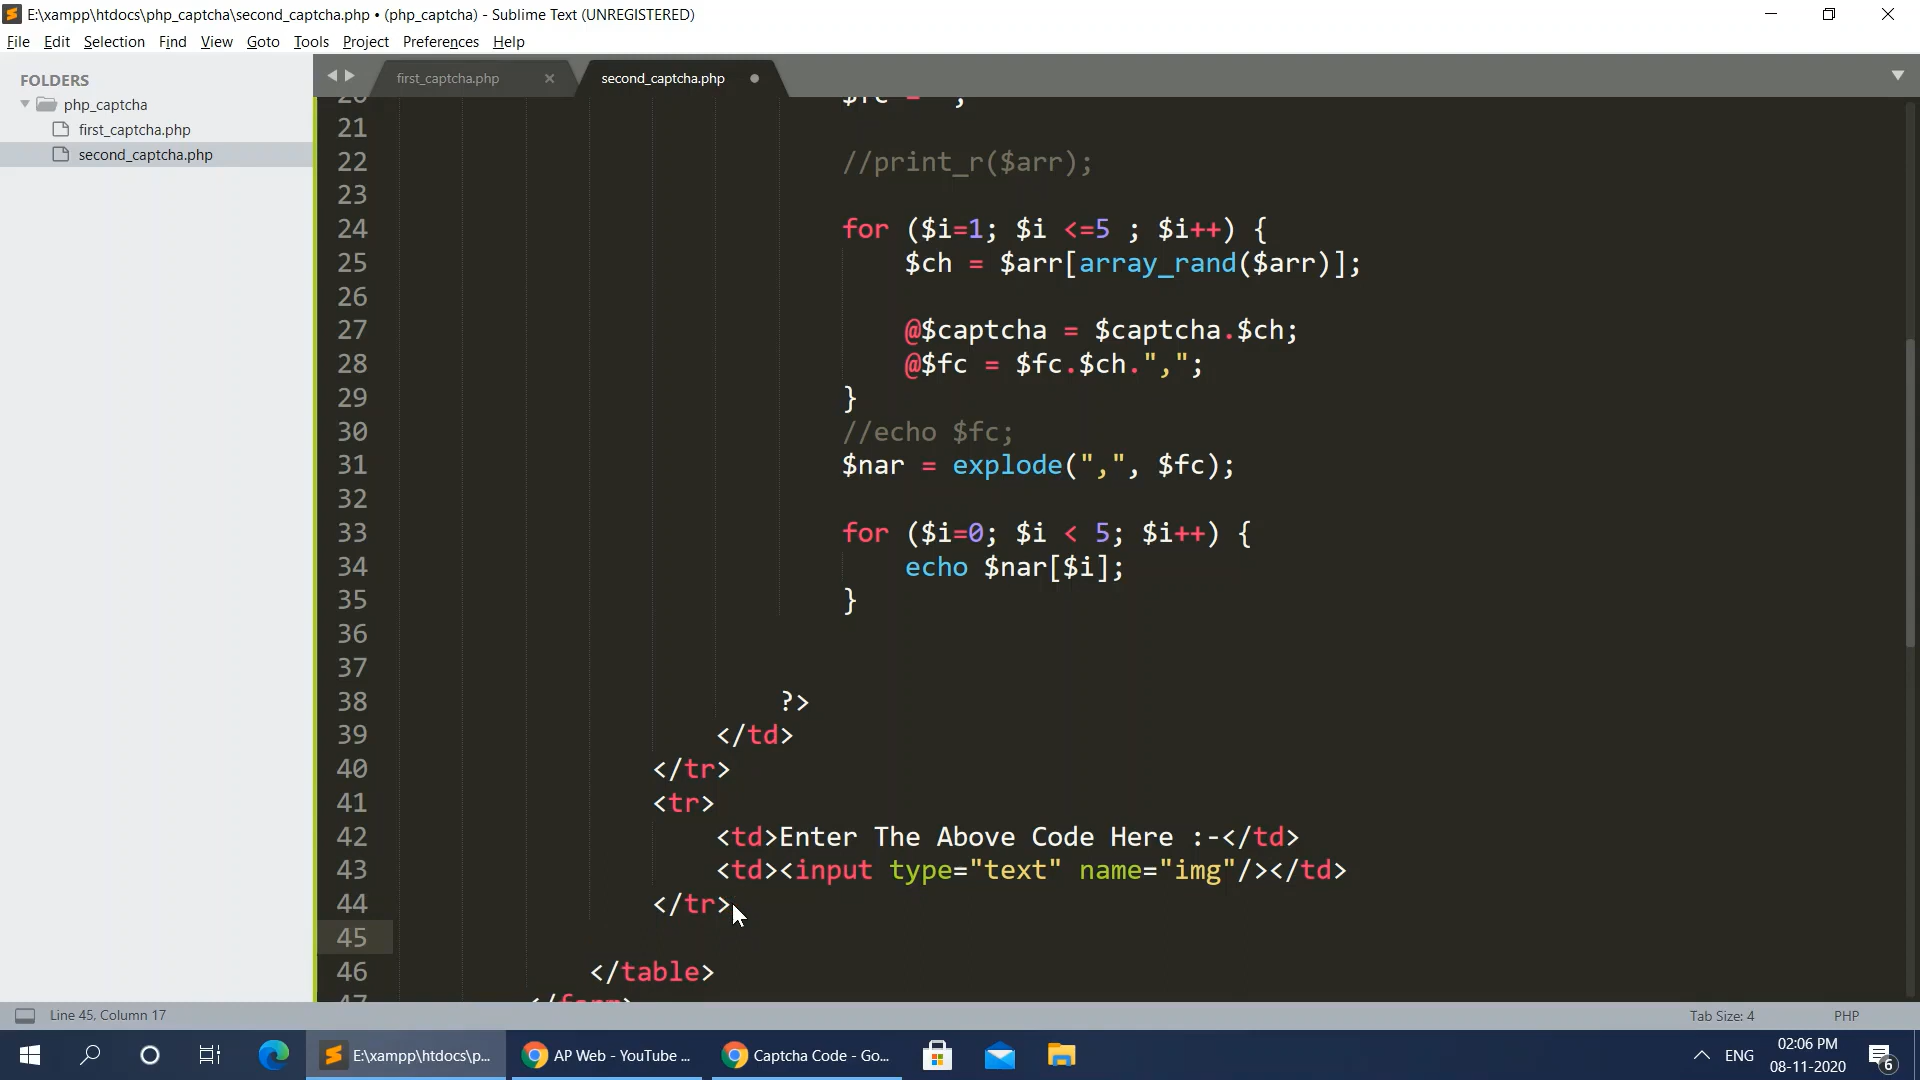 E:\xampp\htdocs\php_captcha\second_captcha.php • (php_captcha) - Sublime Text (UNREGISTERED)
File Edit Selection Find View Goto Tools Project Preferences Help
FOLDERS
php_captcha
first_captcha.php
second_captcha.php
first_captcha.php × second_captcha.php
21
22 //print_r($arr);
23
24 for ($i=1; $i <=5 ; $i++) {
25 $ch = $arr[array_rand($arr)];
26
27 @$captcha = $captcha.$ch;
28 @$fc = $fc.$ch.",";
29 }
30 //echo $fc;
31 $nar = explode(",", $fc);
32
33 for ($i=0; $i < 5; $i++) {
34 echo $nar[$i];
35 }
36
37
38 ?>
39 </td>
40 </tr>
41 <tr>
42 <td>Enter The Above Code Here :-</td>
43 <td><input type="text" name="img"/></td>
44 </tr>
45
46 </table>
Line 45, Column 17 Tab Size: 4 PHP
E:\xampp\htdocs\p... AP Web - YouTube ... Captcha Code - Go... ENG 02:06 PM
08-11-2020 6